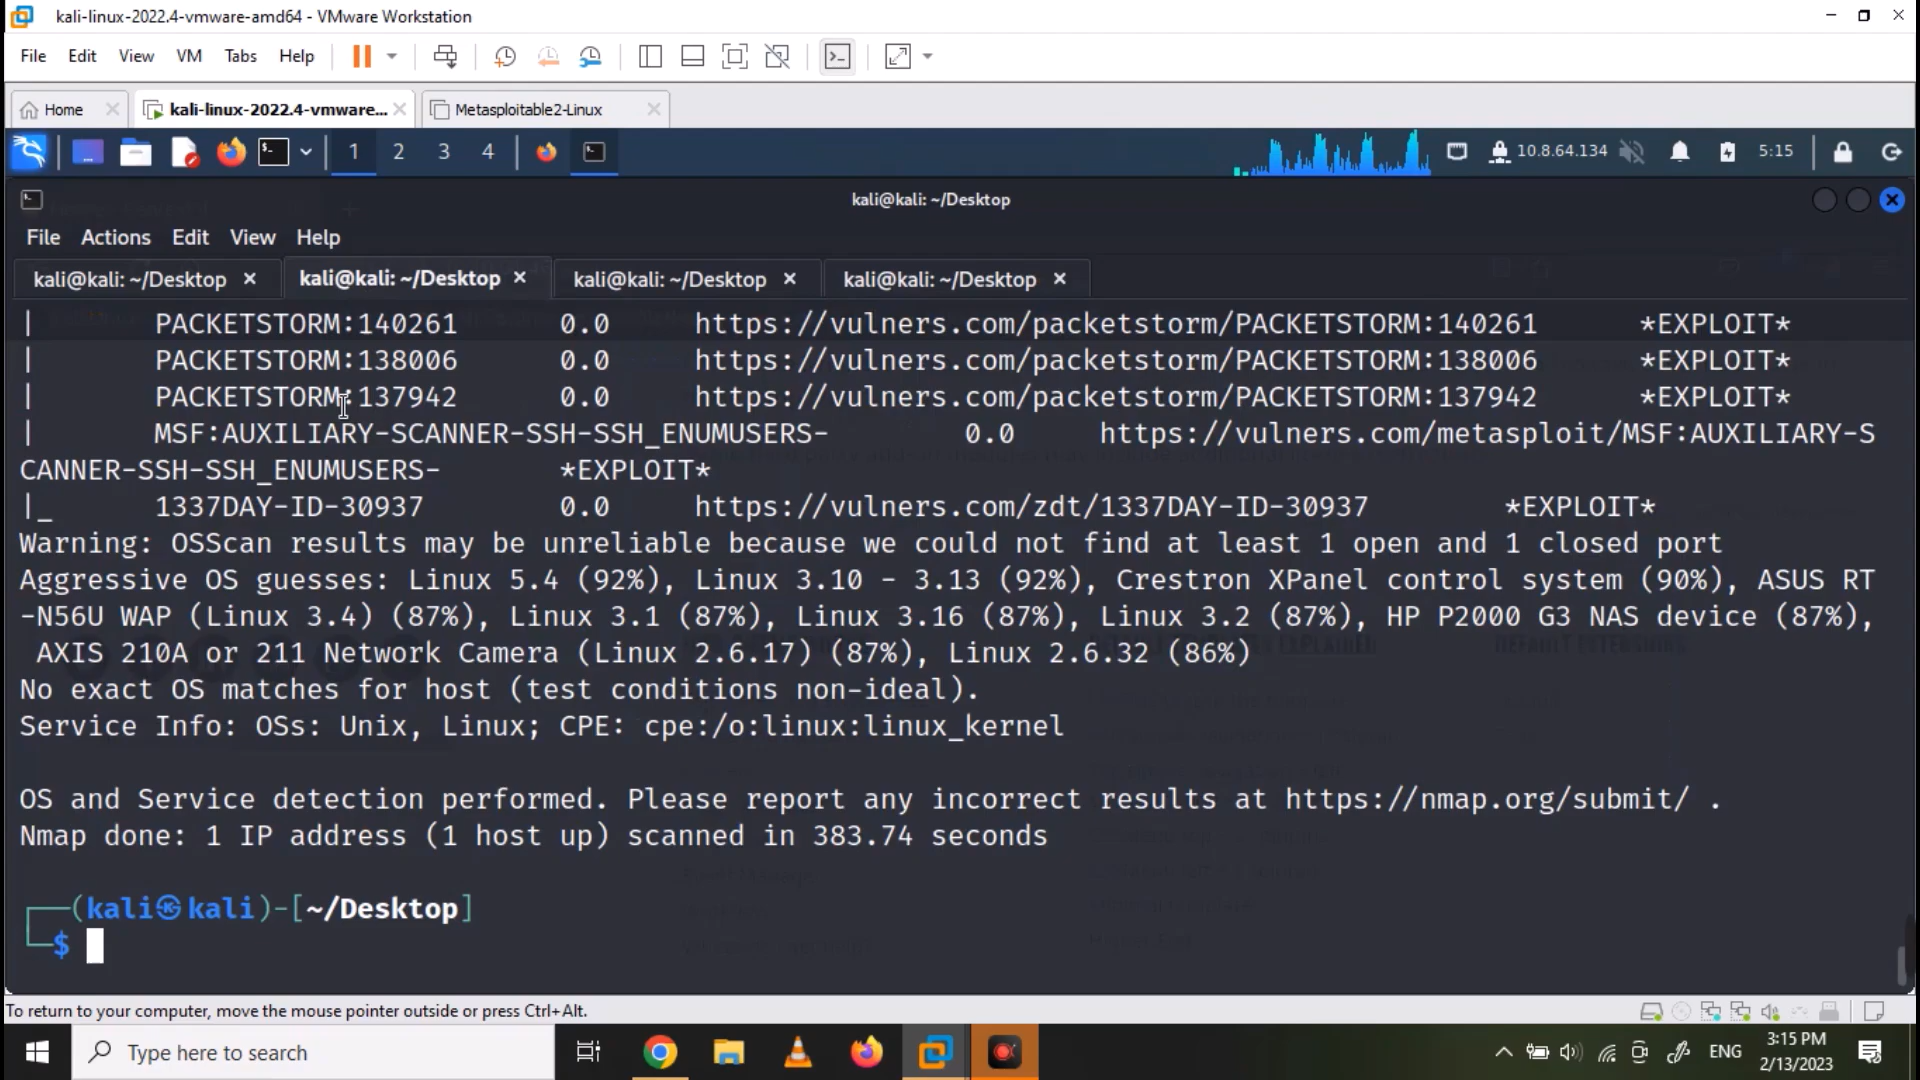 kali-linux-2022.4-vmware-amd64 - VMware Workstation
File Edit View VM Tabs Help
Home kali-linux-2022.4-vmware... Metasploitable2-Linux
1 2 3 4 10.8.64.134 5:15
kali@kali: ~/Desktop
File Actions Edit View Help
kali@kali: ~/Desktop kali@kali: ~/Desktop kali@kali: ~/Desktop kali@kali: ~/Desktop
| PACKETSTORM:140261 0.0 https://vulners.com/packetstorm/PACKETSTORM:140261 *EXPLOIT*
| PACKETSTORM:138006 0.0 https://vulners.com/packetstorm/PACKETSTORM:138006 *EXPLOIT*
| PACKETSTORM:137942 0.0 https://vulners.com/packetstorm/PACKETSTORM:137942 *EXPLOIT*
| MSF:AUXILIARY-SCANNER-SSH-SSH_ENUMUSERS- 0.0 https://vulners.com/metasploit/MSF:AUXILIARY-S
CANNER-SSH-SSH_ENUMUSERS- *EXPLOIT*
|_ 1337DAY-ID-30937 0.0 https://vulners.com/zdt/1337DAY-ID-30937 *EXPLOIT*
Warning: OSScan results may be unreliable because we could not find at least 1 open and 1 closed port
Aggressive OS guesses: Linux 5.4 (92%), Linux 3.10 - 3.13 (92%), Crestron XPanel control system (90%), ASUS RT
-N56U WAP (Linux 3.4) (87%), Linux 3.1 (87%), Linux 3.16 (87%), Linux 3.2 (87%), HP P2000 G3 NAS device (87%),
AXIS 210A or 211 Network Camera (Linux 2.6.17) (87%), Linux 2.6.32 (86%)
No exact OS matches for host (test conditions non-ideal).
Service Info: OSs: Unix, Linux; CPE: cpe:/o:linux:linux_kernel
OS and Service detection performed. Please report any incorrect results at https://nmap.org/submit/ .
Nmap done: 1 IP address (1 host up) scanned in 383.74 seconds
(kali㉿kali)-[~/Desktop]
$
To return to your computer, move the mouse pointer outside or press Ctrl+Alt.
Type here to search ENG 3:15 PM
2/13/2023